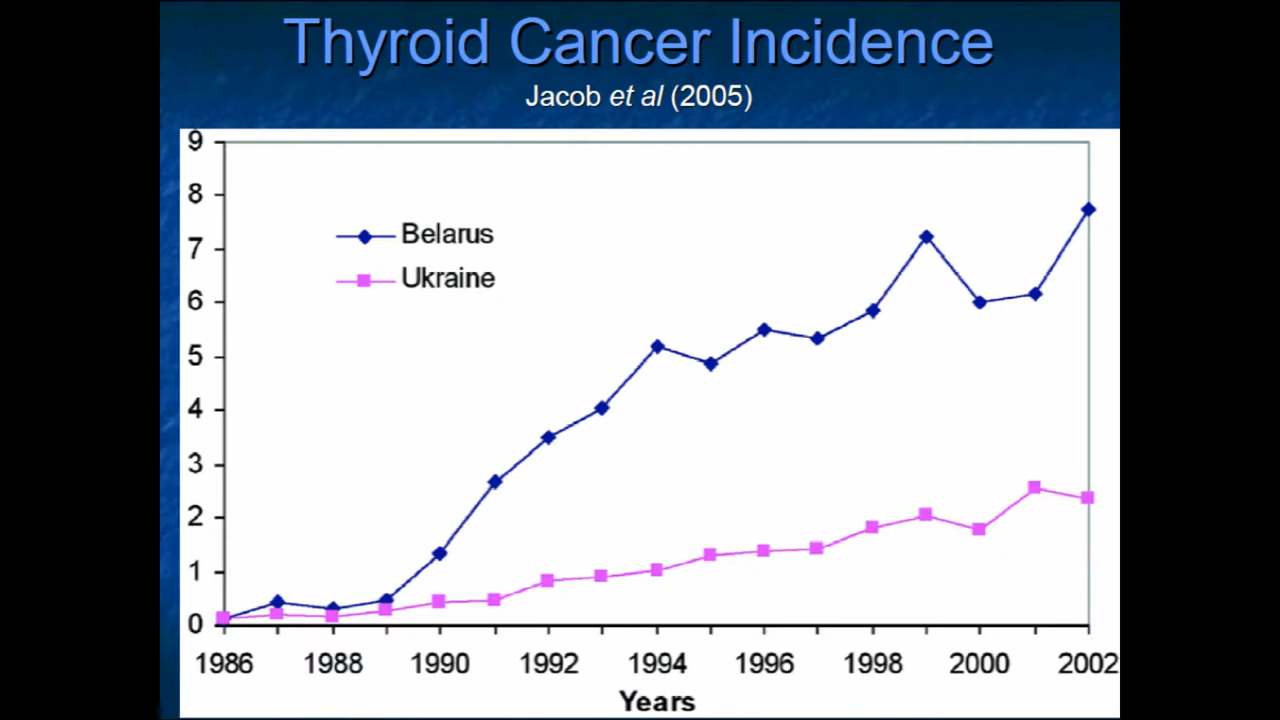 Thyroid Cancer Incidence
Jacob et al (2005)
9
8
7
6
5
4
3
2
1
0
Belarus
Ukraine
1986 1988 1990 1992 1994 1996 1998 2000 2002
Years